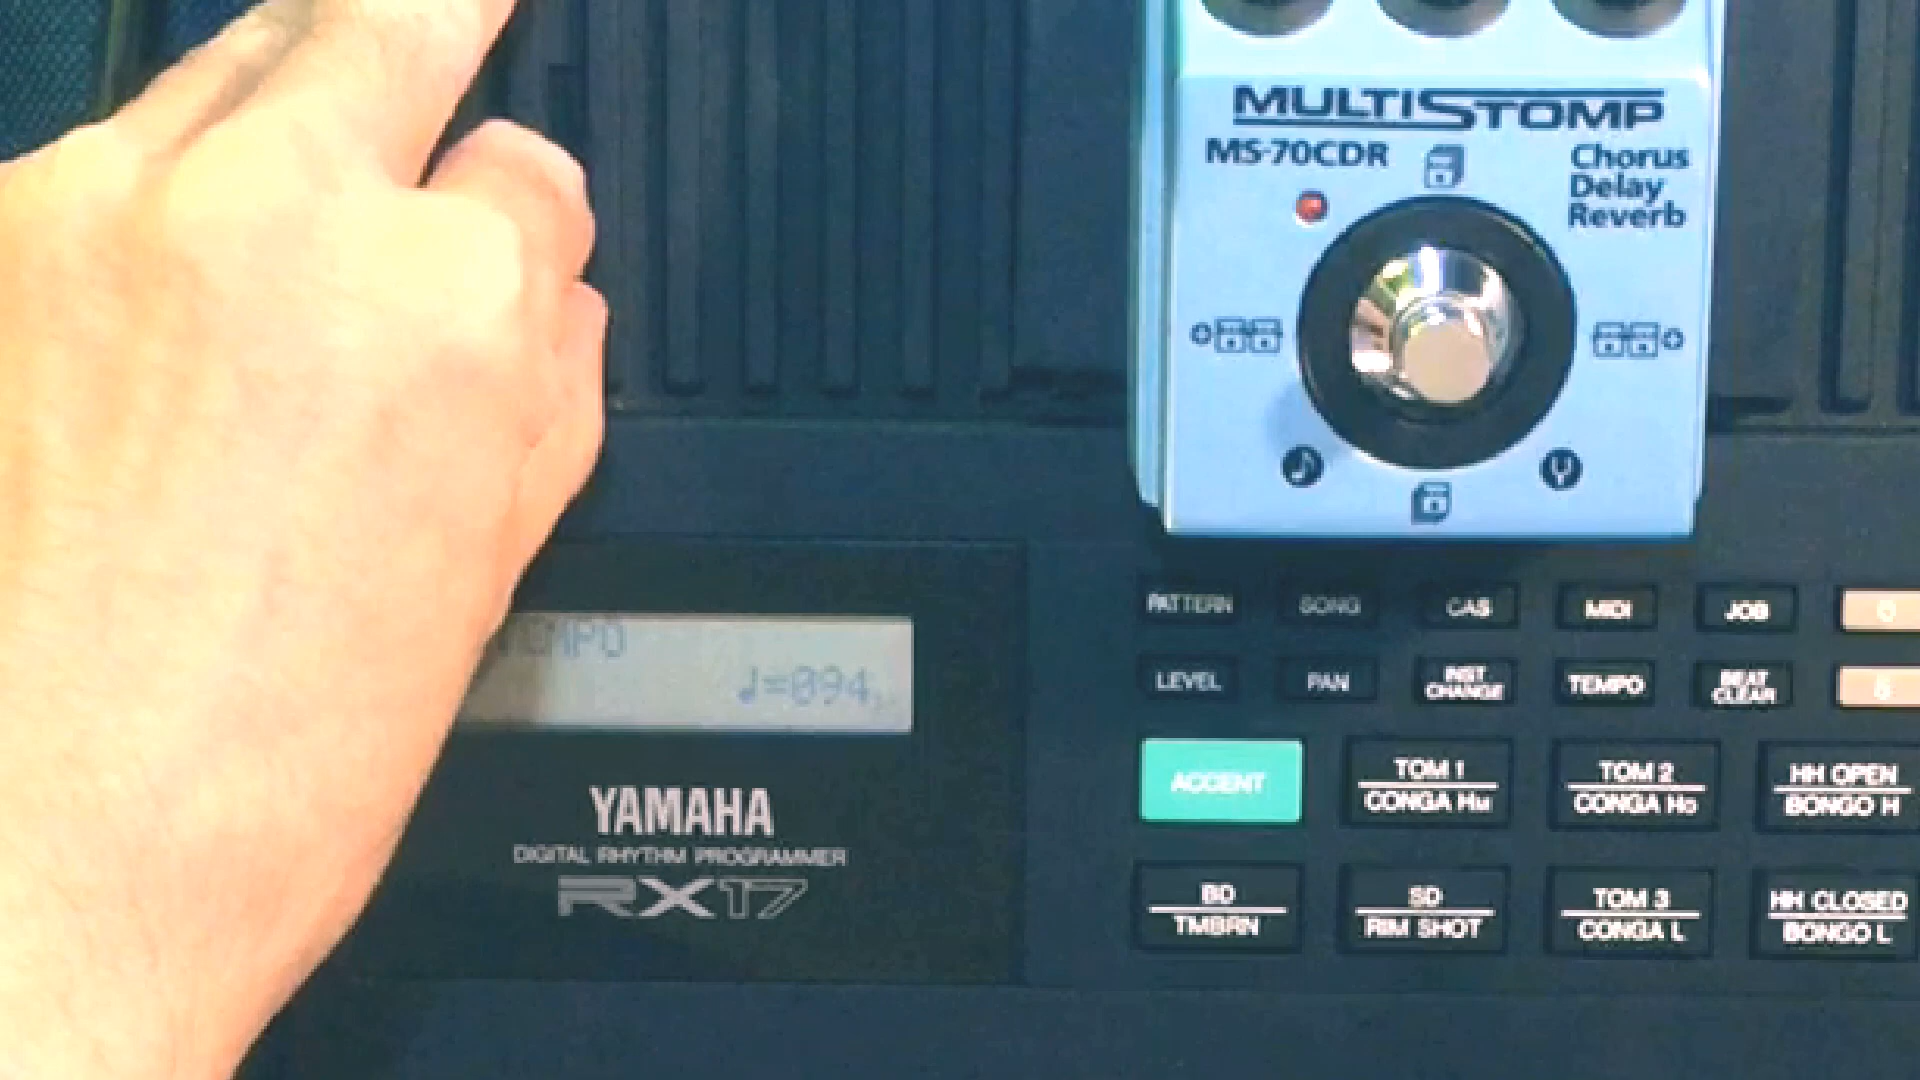 MULTISTOMP
MS-70CDR
Chorus
Delay
Reverb
TEMPO
♩=094
YAMAHA
DIGITAL RHYTHM PROGRAMMER
RX17
PATTERN SONG CAS MIDI JOB
LEVEL PAN INST CHANGE TEMPO BEAT CLEAR
ACCENT
TOM 1
CONGA HM
TOM 2
CONGA HO
HH OPEN
BONGO H
BD
TMBRN
SD
RIM SHOT
TOM 3
CONGA L
HH CLOSED
BONGO L